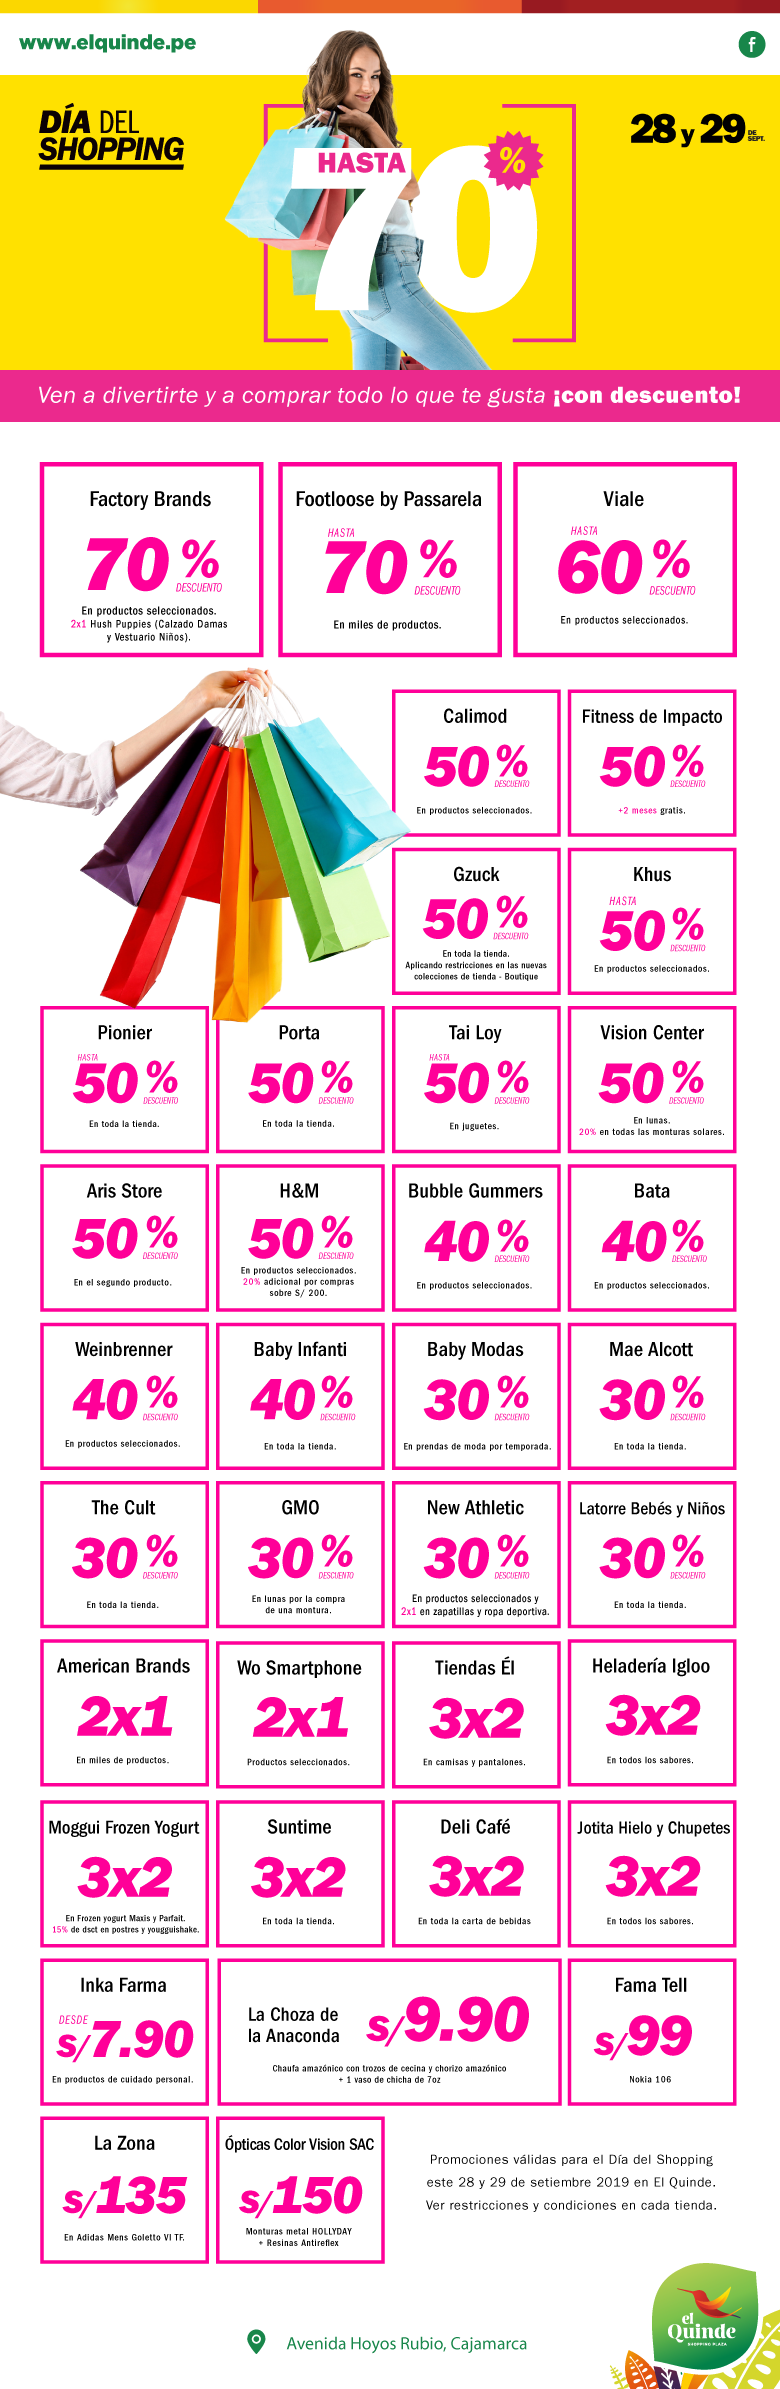 www.elquinde.pe
f
DÍA DEL
SHOPPING
HASTA
70%
28 y 29 DE SEPT.
Ven a divertirte y a comprar todo lo que te gusta ¡con descuento!
Factory Brands
70%
DESCUENTO
En productos seleccionados.
2x1 Hush Puppies (Calzado Damas
y Vestuario Niños).
Footloose by Passarela
HASTA
70%
DESCUENTO
En miles de productos.
Viale
HASTA
60%
DESCUENTO
En productos seleccionados.
Calimod
50%
DESCUENTO
En productos seleccionados.
Fitness de Impacto
50%
DESCUENTO
+2 meses gratis.
Gzuck
50%
DESCUENTO
En toda la tienda.
Aplicando restricciones en las nuevas
colecciones de tienda - Boutique
Khus
HASTA
50%
DESCUENTO
En productos seleccionados.
Pionier
HASTA
50%
DESCUENTO
En toda la tienda.
Porta
50%
DESCUENTO
En toda la tienda.
Tai Loy
HASTA
50%
DESCUENTO
En juguetes.
Vision Center
50%
DESCUENTO
En lunas.
20% en todas las monturas solares.
Aris Store
50%
DESCUENTO
En el segundo producto.
H&M
50%
DESCUENTO
En productos seleccionados.
20% adicional por compras
sobre S/ 200.
Bubble Gummers
40%
DESCUENTO
En productos seleccionados.
Bata
40%
DESCUENTO
En productos seleccionados.
Weinbrenner
40%
DESCUENTO
En productos seleccionados.
Baby Infanti
40%
DESCUENTO
En toda la tienda.
Baby Modas
30%
DESCUENTO
En prendas de moda por temporada.
Mae Alcott
30%
DESCUENTO
En toda la tienda.
The Cult
30%
DESCUENTO
En toda la tienda.
GMO
30%
DESCUENTO
En lunas por la compra
de una montura.
New Athletic
30%
DESCUENTO
En productos seleccionados y
2x1 en zapatillas y ropa deportiva.
Latorre Bebés y Niños
30%
DESCUENTO
En toda la tienda.
American Brands
2x1
En miles de productos.
Wo Smartphone
2x1
Productos seleccionados.
Tiendas Él
3x2
En camisas y pantalones.
Heladería Igloo
3x2
En todos los sabores.
Moggui Frozen Yogurt
3x2
En Frozen yogurt Maxis y Parfait.
15% de dsct en postres y yougguishake.
Suntime
3x2
En toda la tienda.
Deli Café
3x2
En toda la carta de bebidas
Jotita Hielo y Chupetes
3x2
En todos los sabores.
Inka Farma
DESDE
S/7.90
En productos de cuidado personal.
La Choza de
la Anaconda
S/9.90
Chaufa amazónico con trozos de cecina y chorizo amazónico
+ 1 vaso de chicha de 7oz
Fama Tell
S/99
Nokia 106
La Zona
S/135
En Adidas Mens Goletto VI TF.
Ópticas Color Vision SAC
S/150
Monturas metal HOLLYDAY
+ Resinas Antireflex
Promociones válidas para el Día del Shopping
este 28 y 29 de setiembre 2019 en El Quinde.
Ver restricciones y condiciones en cada tienda.
el
Quinde
SHOPPING PLAZA
Avenida Hoyos Rubio, Cajamarca